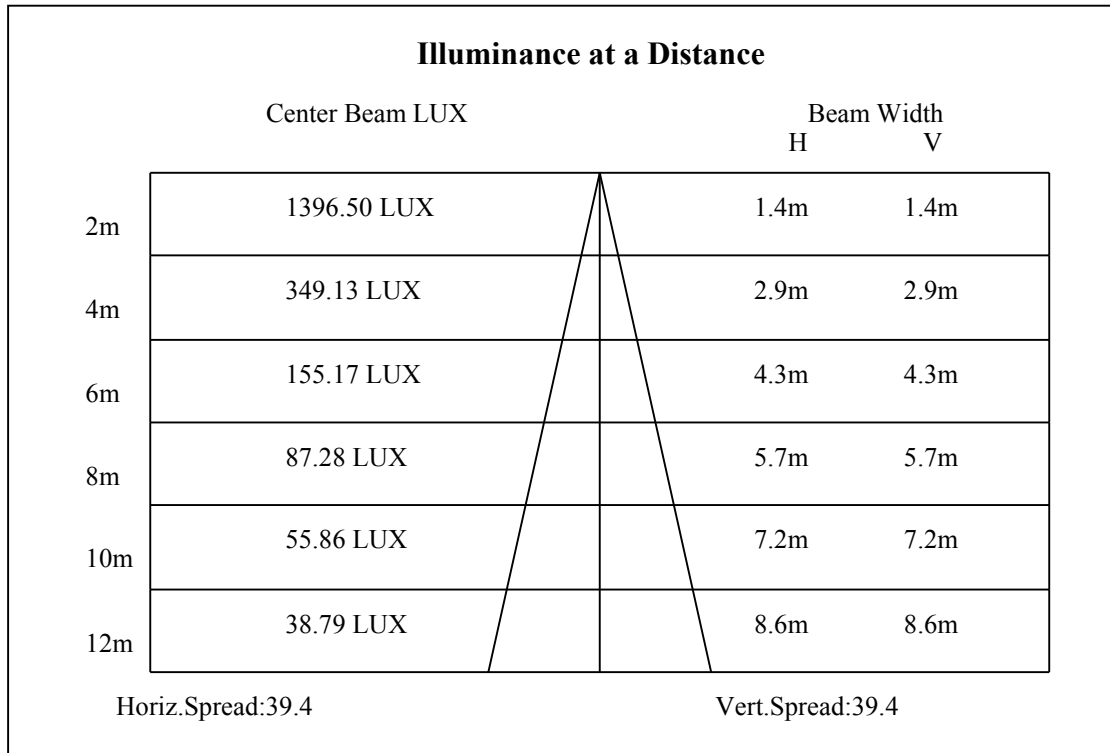 Illuminance at a Distance
Center Beam LUX Beam Width
H V
2m 1396.50 LUX 1.4m 1.4m
4m 349.13 LUX 2.9m 2.9m
6m 155.17 LUX 4.3m 4.3m
8m 87.28 LUX 5.7m 5.7m
10m 55.86 LUX 7.2m 7.2m
12m 38.79 LUX 8.6m 8.6m
Horiz.Spread:39.4 Vert.Spread:39.4